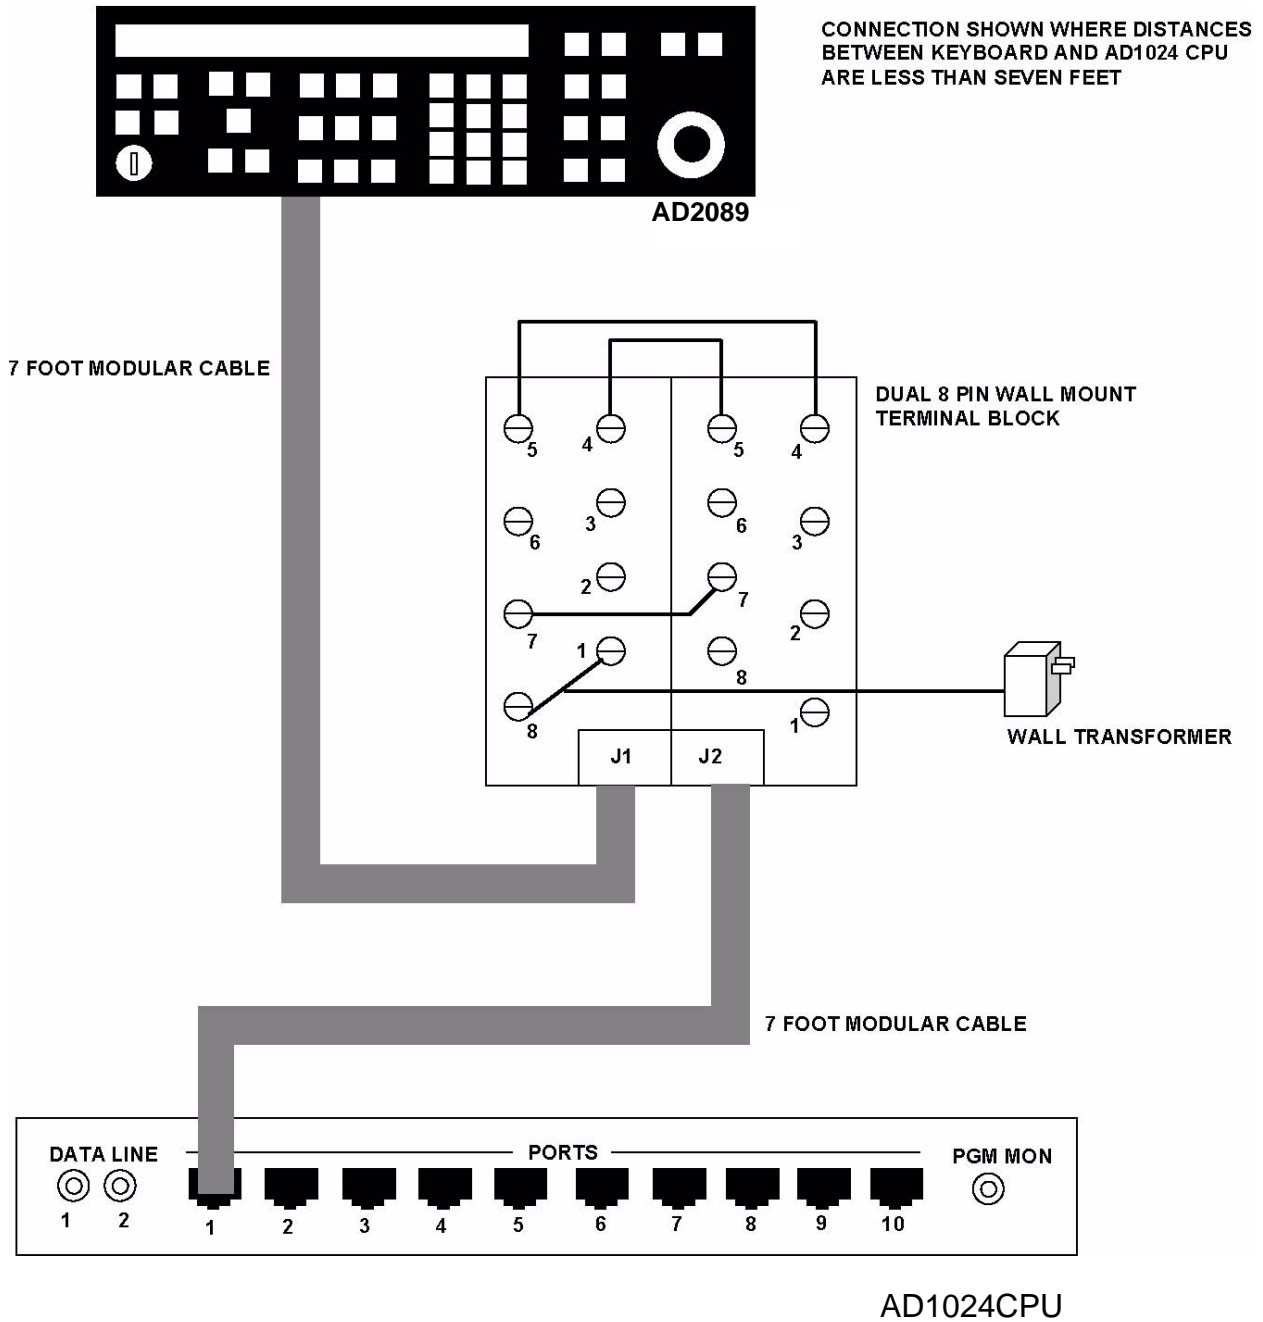 CONNECTION SHOWN WHERE DISTANCES
BETWEEN KEYBOARD AND AD1024 CPU
ARE LESS THAN SEVEN FEET
AD2089
7 FOOT MODULAR CABLE
DUAL 8 PIN WALL MOUNT
TERMINAL BLOCK
5 4 5 4
3 6
6 3
2 7
7 2
1 8
8 1
J1 J2
WALL TRANSFORMER
7 FOOT MODULAR CABLE
DATA LINE PORTS PGM MON
1 2 1 2 3 4 5 6 7 8 9 10
AD1024CPU